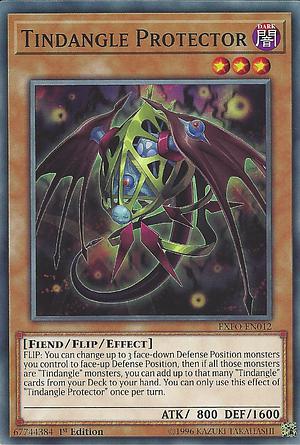 TINDANGLE PROTECTOR
DARK
闇
EXFO-EN012
[FIEND/FLIP/EFFECT]
FLIP: You can change up to 3 face-down Defense Position monsters
you control to face-up Defense Position, then if all those monsters
are "Tindangle" monsters, you can add up to that many "Tindangle"
cards from your Deck to your hand. You can only use this effect of
"Tindangle Protector" once per turn.
ATK/ 800 DEF/1600
67744384 1st Edition ©1996 KAZUKI TAKAHASHI